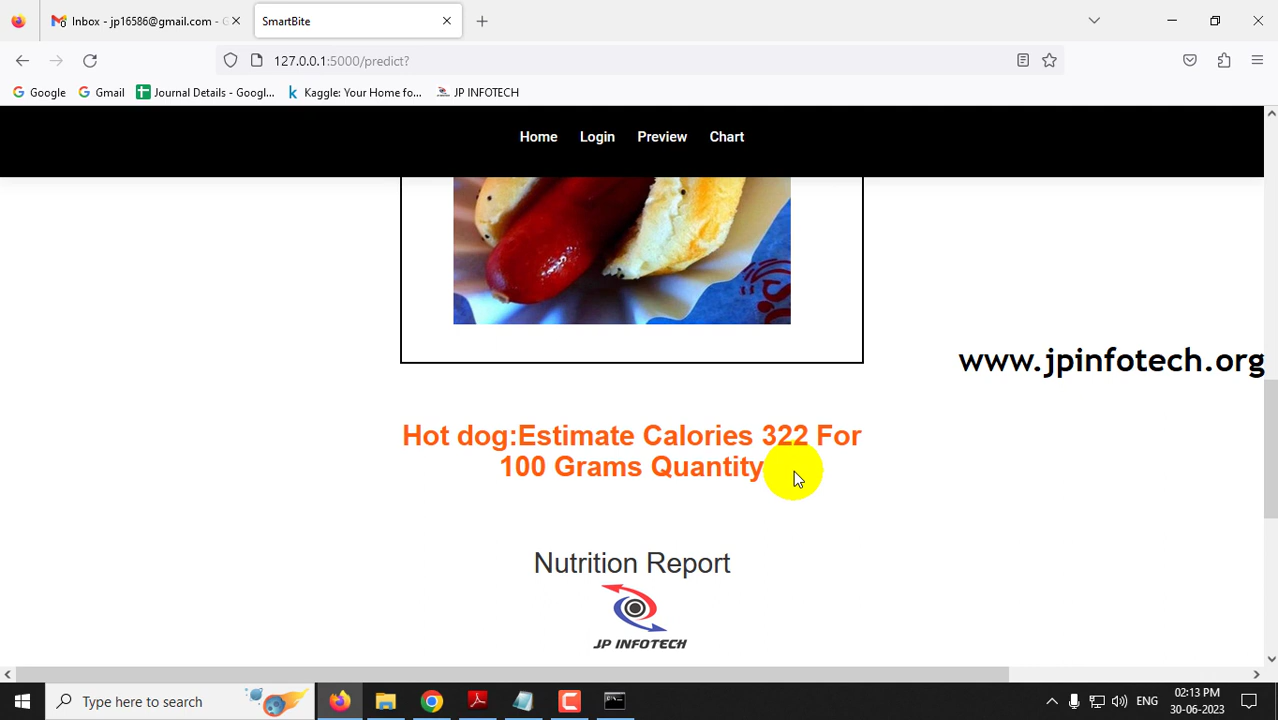 Inbox - jp16586@gmail.com - G
SmartBite
127.0.0.1:5000/predict?
Google
Gmail
Journal Details - Googl...
Kaggle: Your Home fo...
JP INFOTECH
Home
Login
Preview
Chart
www.jpinfotech.org
Hot dog:Estimate Calories 322 For
100 Grams Quantity
Nutrition Report
JP INFOTECH
Type here to search
ENG
02:13 PM
30-06-2023